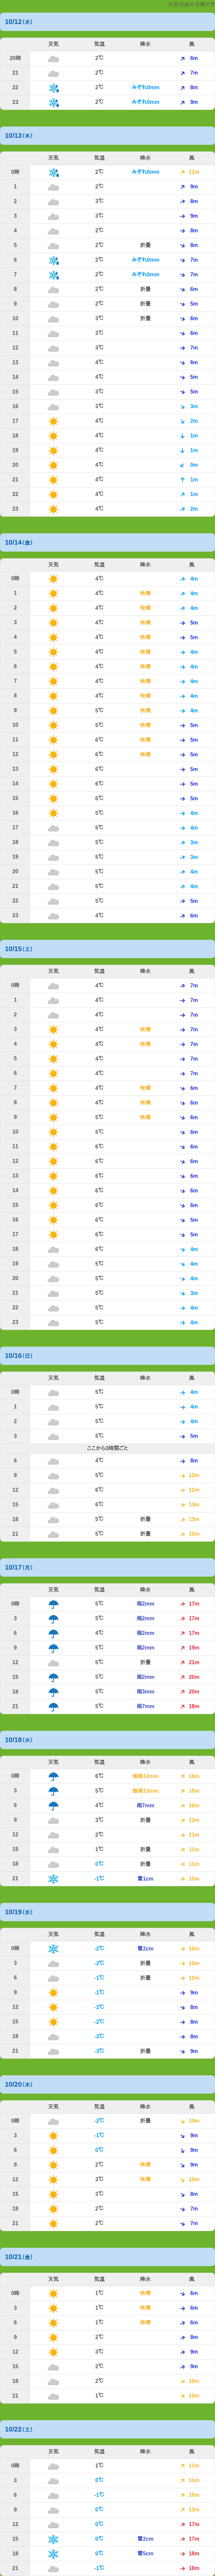 10/12（水）
天気 気温 降水 風
20時 2℃ 6m
21 2℃ 7m
22 2℃ みぞれ0mm 8m
23 2℃ みぞれ0mm 9m
10/13（木）
天気 気温 降水 風
0時 2℃ みぞれ0mm 11m
1 2℃ 9m
2 3℃ 8m
3 3℃ 9m
4 2℃ 8m
5 2℃ 折曇 8m
6 2℃ みぞれ0mm 7m
7 2℃ みぞれ0mm 7m
8 2℃ 折曇 6m
9 2℃ 折曇 5m
10 3℃ 折曇 6m
11 3℃ 6m
12 3℃ 7m
13 4℃ 6m
14 4℃ 5m
15 3℃ 5m
16 3℃ 3m
17 4℃ 2m
18 4℃ 1m
19 4℃ 1m
20 4℃ 0m
21 4℃ 1m
22 4℃ 1m
23 4℃ 2m
10/14（金）
天気 気温 降水 風
0時 4℃ 4m
1 4℃ 快晴 4m
2 4℃ 快晴 4m
3 4℃ 快晴 5m
4 4℃ 快晴 5m
5 4℃ 快晴 4m
6 4℃ 快晴 4m
7 4℃ 快晴 4m
8 4℃ 快晴 4m
9 5℃ 快晴 4m
10 5℃ 快晴 5m
11 6℃ 快晴 5m
12 6℃ 快晴 5m
13 6℃ 5m
14 6℃ 5m
15 6℃ 5m
16 5℃ 4m
17 5℃ 4m
18 5℃ 3m
19 5℃ 3m
20 5℃ 4m
21 5℃ 4m
22 5℃ 5m
23 4℃ 6m
10/15（土）
天気 気温 降水 風
0時 4℃ 7m
1 4℃ 7m
2 4℃ 7m
3 4℃ 快晴 7m
4 4℃ 快晴 7m
5 4℃ 7m
6 4℃ 7m
7 4℃ 快晴 6m
8 4℃ 快晴 6m
9 5℃ 快晴 6m
10 5℃ 6m
11 6℃ 6m
12 6℃ 6m
13 6℃ 6m
14 6℃ 6m
15 6℃ 6m
16 6℃ 5m
17 6℃ 5m
18 6℃ 4m
19 5℃ 4m
20 5℃ 4m
21 5℃ 3m
22 5℃ 4m
23 5℃ 4m
10/16（日）
天気 気温 降水 風
0時 5℃ 4m
1 5℃ 4m
2 5℃ 4m
3 5℃ 5m
ここから3時間ごと
6 4℃ 8m
9 5℃ 10m
12 6℃ 12m
15 6℃ 13m
18 5℃ 折曇 13m
21 5℃ 折曇 15m
10/17（月）
天気 気温 降水 風
0時 5℃ 雨2mm 17m
3 5℃ 雨2mm 17m
6 4℃ 雨2mm 17m
9 5℃ 雨2mm 19m
12 5℃ 折曇 21m
15 5℃ 雨2mm 20m
18 5℃ 雨3mm 20m
21 5℃ 雨7mm 18m
10/18（火）
天気 気温 降水 風
0時 6℃ 強雨12mm 16m
3 5℃ 強雨13mm 15m
6 4℃ 雨7mm 16m
9 3℃ 折曇 13m
12 2℃ 11m
15 1℃ 折曇 11m
18 0℃ 折曇 11m
21 -1℃ 雪1cm 10m
10/19（水）
天気 気温 降水 風
0時 -2℃ 雪2cm 10m
3 -2℃ 折曇 10m
6 -1℃ 折曇 10m
9 -1℃ 9m
12 -2℃ 8m
15 -2℃ 8m
18 -3℃ 8m
21 -3℃ 折曇 9m
10/20（木）
天気 気温 降水 風
0時 -2℃ 折曇 10m
3 -1℃ 9m
6 0℃ 9m
9 2℃ 快晴 9m
12 3℃ 快晴 10m
15 3℃ 8m
18 2℃ 7m
21 2℃ 7m
10/21（金）
天気 気温 降水 風
0時 1℃ 快晴 6m
3 1℃ 快晴 6m
6 1℃ 快晴 6m
9 2℃ 8m
12 3℃ 9m
15 2℃ 9m
18 2℃ 10m
21 1℃ 10m
10/22（土）
天気 気温 降水 風
0時 1℃ 11m
3 0℃ 11m
6 -1℃ 10m
9 0℃ 13m
12 0℃ 17m
15 0℃ 雪2cm 17m
18 0℃ 雪5cm 18m
21 -1℃ 18m